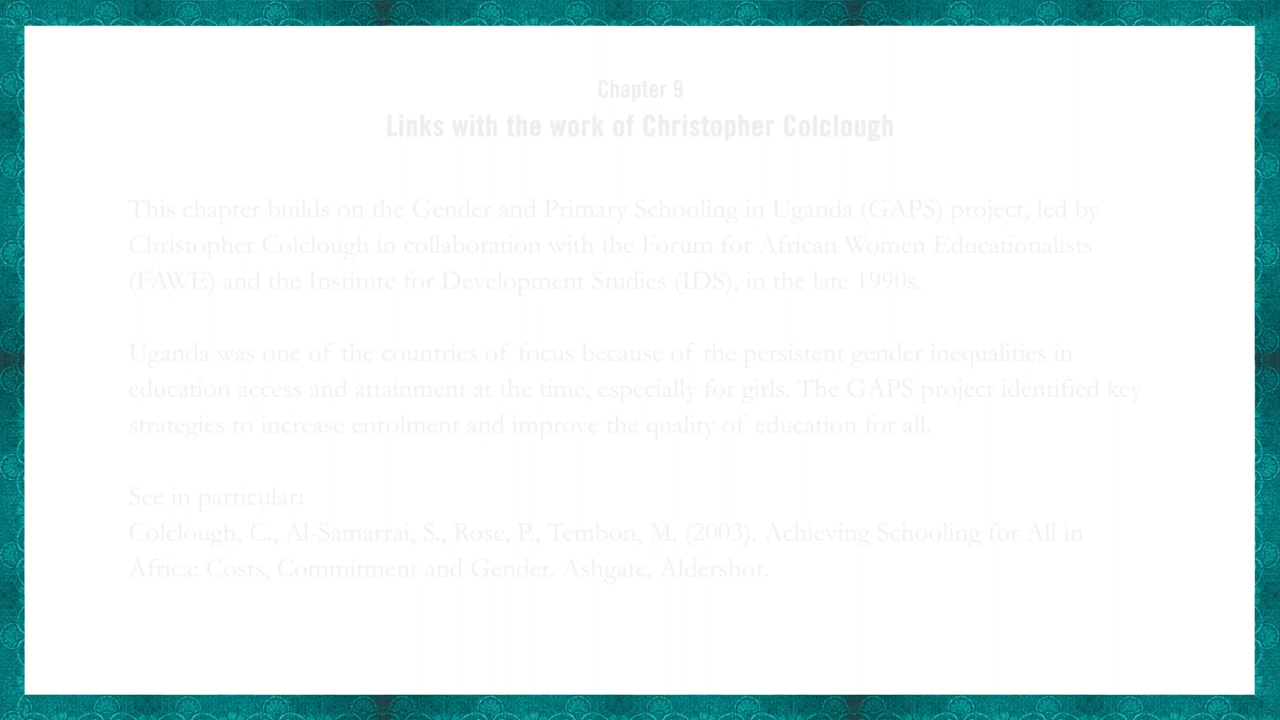 Chapter 9
Links with the work of Christopher Colclough
This chapter builds on the Gender and Primary Schooling in Uganda (GAPS) project, led by
Christopher Colclough in collaboration with the Forum for African Women Educationalists
(FAWE) and the Institute for Development Studies (IDS), in the late 1990s.
Uganda was one of the countries of focus because of the persistent gender inequalities in
education access and attainment at the time, especially for girls. The GAPS project identified key
strategies to increase enrolment and improve the quality of education for all.
See in particular:
Colclough, C., Al-Samarrai, S., Rose, P., Tembon, M. (2003). Achieving Schooling for All in
Africa: Costs, Commitment and Gender. Ashgate, Aldershot.